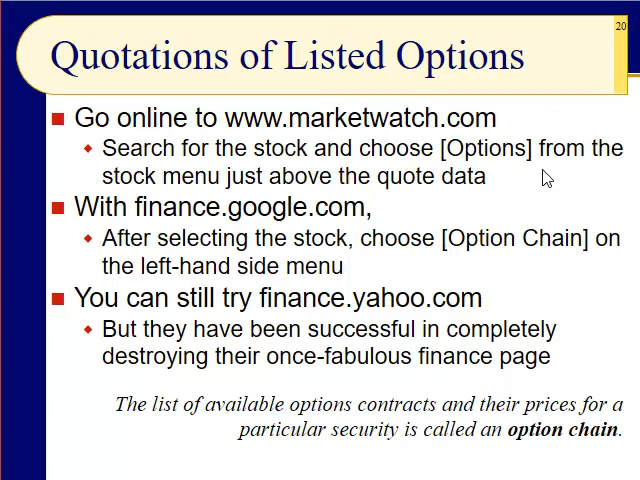 20
Quotations of Listed Options
Go online to www.marketwatch.com
Search for the stock and choose [Options] from the
stock menu just above the quote data
With finance.google.com,
After selecting the stock, choose [Option Chain] on
the left-hand side menu
You can still try finance.yahoo.com
But they have been successful in completely
destroying their once-fabulous finance page
The list of available options contracts and their prices for a
particular security is called an option chain.